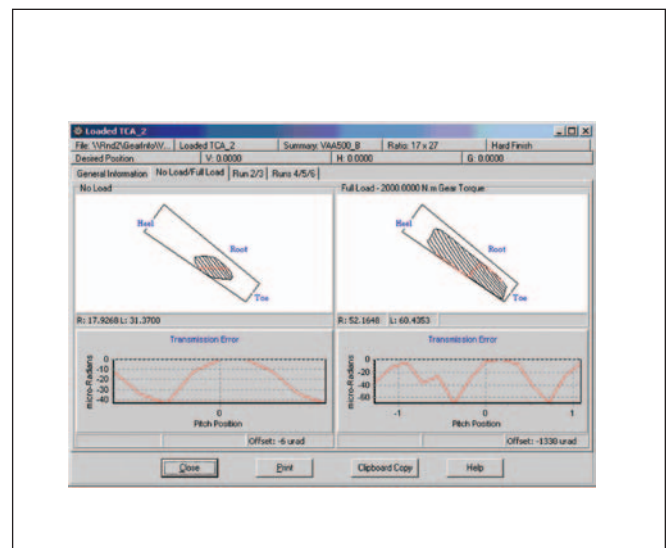 Loaded TCA_2
File: \\Rnd2\GearInfo\V... Loaded TCA_2 Summary: VAA500_B Ratio: 17 x 27 Hard Finish
Desired Position V: 0.0000 H: 0.0000 G: 0.0000
General Information No Load/Full Load Run 2/3 Runs 4/5/6
No Load
Heel
Root
Toe
R: 17.9268 L: 31.3700
Transmission Error
micro-Radians
0
-10
-20
-30
-40
0
Pitch Position
Offset: -6 urad
Full Load - 2000.0000 N.m Gear Torque
Heel
Root
Toe
R: 52.1648 L: 60.4353
Transmission Error
micro-Radians
0
-20
-40
-60
-1 0 1
Pitch Position
Offset: -1330 urad
Close Print Clipboard Copy Help